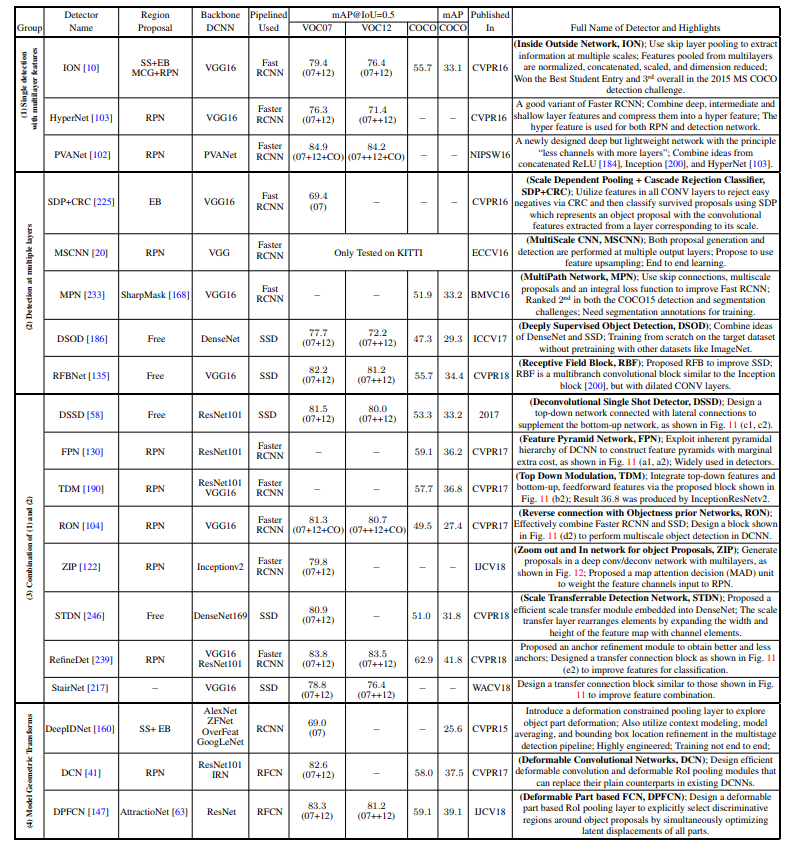 Group
Detector Name
Region Proposal
Backbone DCNN
Pipelined Used
mAP@IoU=0.5
mAP
Published In
Full Name of Detector and Highlights
VOC07 VOC12 COCO COCO
(1) Single detection with multilayer features
ION [10] SS+EB MCG+RPN VGG16 Fast RCNN 79.4 (07+12) 76.4 (07+12) 55.7 33.1 CVPR16
(Inside Outside Network, ION); Use skip layer pooling to extract
information at multiple scales; Features pooled from multilayers
are normalized, concatenated, scaled, and dimension reduced;
Won the Best Student Entry and 3rd overall in the 2015 MS COCO
detection challenge.
HyperNet [103] RPN VGG16 Faster RCNN 76.3 (07+12) 71.4 (07++12) − − CVPR16
A good variant of Faster RCNN; Combine deep, intermediate and
shallow layer features and compress them into a hyper feature; The
hyper feature is used for both RPN and detection network.
PVANet [102] RPN PVANet Faster RCNN 84.9 (07+12+CO) 84.2 (07++12+CO) − − NIPSW16
A newly designed deep but lightweight network with the principle
“less channels with more layers”; Combine ideas from
concatenated ReLU [184], Inception [200], and HyperNet [103].
(2) Detection at multiple layers
SDP+CRC [225] EB VGG16 Fast RCNN 69.4 (07) − − − CVPR16
(Scale Dependent Pooling + Cascade Rejection Classifier,
SDP+CRC); Utilize features in all CONV layers to reject easy
negatives via CRC and then classify survived proposals using SDP
which represents an object proposal with the convolutional
features extracted from a layer corresponding to its scale.
MSCNN [20] RPN VGG Faster RCNN Only Tested on KITTI ECCV16
(MultiScale CNN, MSCNN); Both proposal generation and
detection are performed at multiple output layers; Propose to use
feature upsampling; End to end learning.
MPN [233] SharpMask [168] VGG16 Fast RCNN − − 51.9 33.2 BMVC16
(MultiPath Network, MPN); Use skip connections, multiscale
proposals and an integral loss function to improve Fast RCNN;
Ranked 2nd in both the COCO15 detection and segmentation
challenges; Need segmentation annotations for training.
DSOD [186] Free DenseNet SSD 77.7 (07+12) 72.2 (07++12) 47.3 29.3 ICCV17
(Deeply Supervised Object Detection, DSOD); Combine ideas
of DenseNet and SSD; Training from scratch on the target dataset
without pretraining with other datasets like ImageNet.
RFBNet [135] Free VGG16 SSD 82.2 (07+12) 81.2 (07++12) 55.7 34.4 CVPR18
(Receptive Field Block, RBF); Proposed RFB to improve SSD;
RBF is a multibranch convolutional block similar to the Inception
block [200], but with dilated CONV layers.
(3) Combination of (1) and (2)
DSSD [58] Free ResNet101 SSD 81.5 (07+12) 80.0 (07++12) 53.3 33.2 2017
(Deconvolutional Single Shot Detector, DSSD); Design a
top-down network connected with lateral connections to
supplement the bottom-up network, as shown in Fig. 11 (c1, c2).
FPN [130] RPN ResNet101 Faster RCNN − − 59.1 36.2 CVPR17
(Feature Pyramid Network, FPN); Exploit inherent pyramidal
hierarchy of DCNN to construct feature pyramids with marginal
extra cost, as shown in Fig. 11 (a1, a2); Widely used in detectors.
TDM [190] RPN ResNet101 VGG16 Faster RCNN − − 57.7 36.8 CVPR17
(Top Down Modulation, TDM); Integrate top-down features and
bottom-up, feedforward features via the proposed block shown in
Fig. 11 (b2); Result 36.8 was produced by InceptionResNetv2.
RON [104] RPN VGG16 Faster RCNN 81.3 (07+12+CO) 80.7 (07++12+CO) 49.5 27.4 CVPR17
(Reverse connection with Objectness prior Networks, RON);
Effectively combine Faster RCNN and SSD; Design a block shown
in Fig. 11 (d2) to perform multiscale object detection in DCNN.
ZIP [122] RPN Inceptionv2 Faster RCNN 79.8 (07+12) − − − IJCV18
(Zoom out and In network for object Proposals, ZIP); Generate
proposals in a deep conv/deconv network with multilayers, as
shown in Fig. 12; Proposed a map attention decision (MAD) unit
to weight the feature channels input to RPN.
STDN [246] Free DenseNet169 SSD 80.9 (07+12) − 51.0 31.8 CVPR18
(Scale Transferrable Detection Network, STDN); Proposed a
efficient scale transfer module embedded into DenseNet; The scale
transfer layer rearranges elements by expanding the width and
height of the feature map with channel elements.
RefineDet [239] RPN VGG16 ResNet101 Faster RCNN 83.8 (07+12) 83.5 (07++12) 62.9 41.8 CVPR18
Proposed an anchor refinement module to obtain better and less
anchors; Designed a transfer connection block as shown in Fig. 11
(e2) to improve features for classification.
StairNet [217] − VGG16 SSD 78.8 (07+12) 76.4 (07++12) − − WACV18
Design a transfer connection block similar to those shown in Fig.
11 to improve feature combination.
(4) Model Geometric Transforms
DeepIDNet [160] SS+ EB AlexNet ZFNet OverFeat GoogLeNet RCNN 69.0 (07) − − 25.6 CVPR15
Introduce a deformation constrained pooling layer to explore
object part deformation; Also utilize context modeling, model
averaging, and bounding box location refinement in the multistage
detection pipeline; Highly engineered; Training not end to end;
DCN [41] RPN ResNet101 IRN RFCN 82.6 (07+12) − 58.0 37.5 CVPR17
(Deformable Convolutional Networks, DCN); Design efficient
deformable convolution and deformable RoI pooling modules that
can replace their plain counterparts in existing DCNNs.
DPFCN [147] AttractioNet [63] ResNet RFCN 83.3 (07+12) 81.2 (07++12) 59.1 39.1 IJCV18
(Deformable Part based FCN, DPFCN); Design a deformable
part based RoI pooling layer to explicitly select discriminative
regions around object proposals by simultaneously optimizing
latent displacements of all parts.